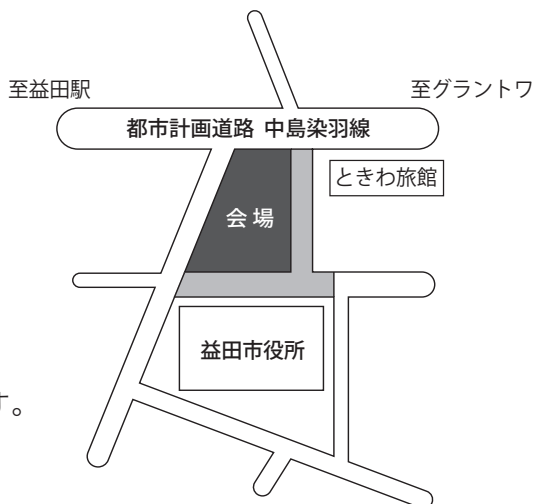 至益田駅
至グラントワ
都市計画道路 中島染羽線
ときわ旅館
会 場
益田市役所
す。